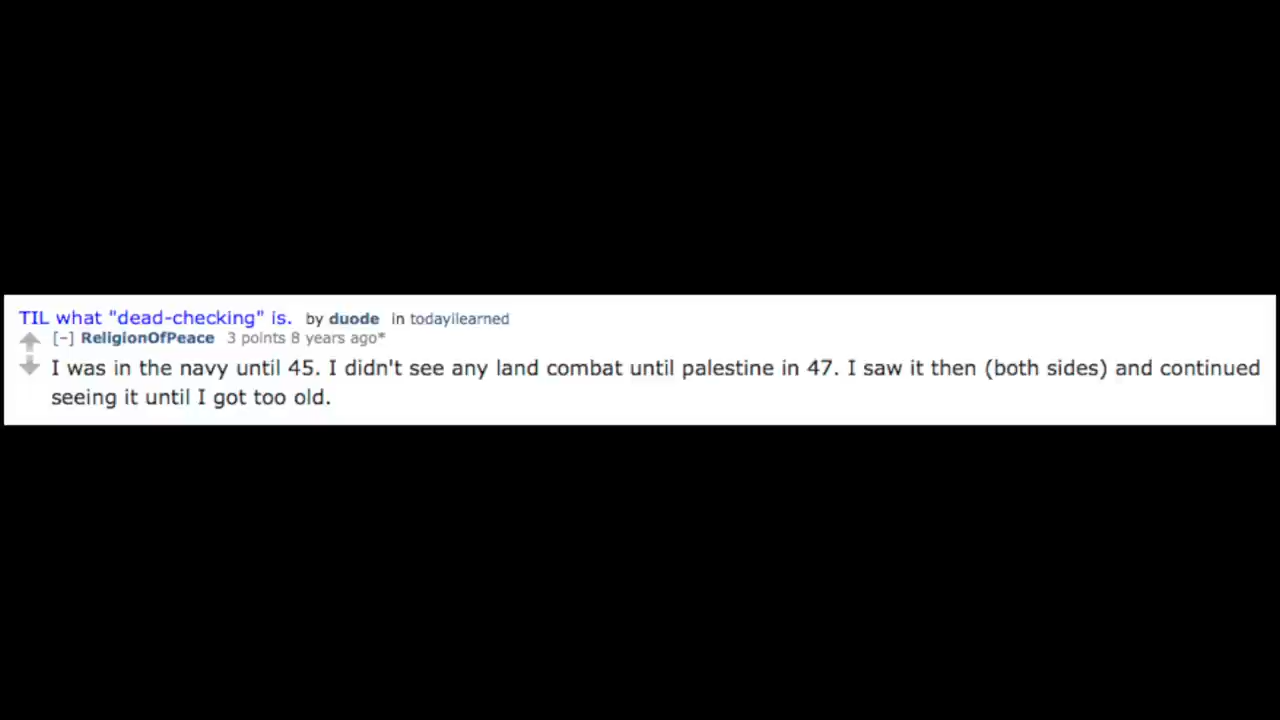 TIL what "dead-checking" is. by duode in todayilearned
[-] ReligionOfPeace 3 points 8 years ago*
I was in the navy until 45. I didn't see any land combat until palestine in 47. I saw it then (both sides) and continued
seeing it until I got too old.